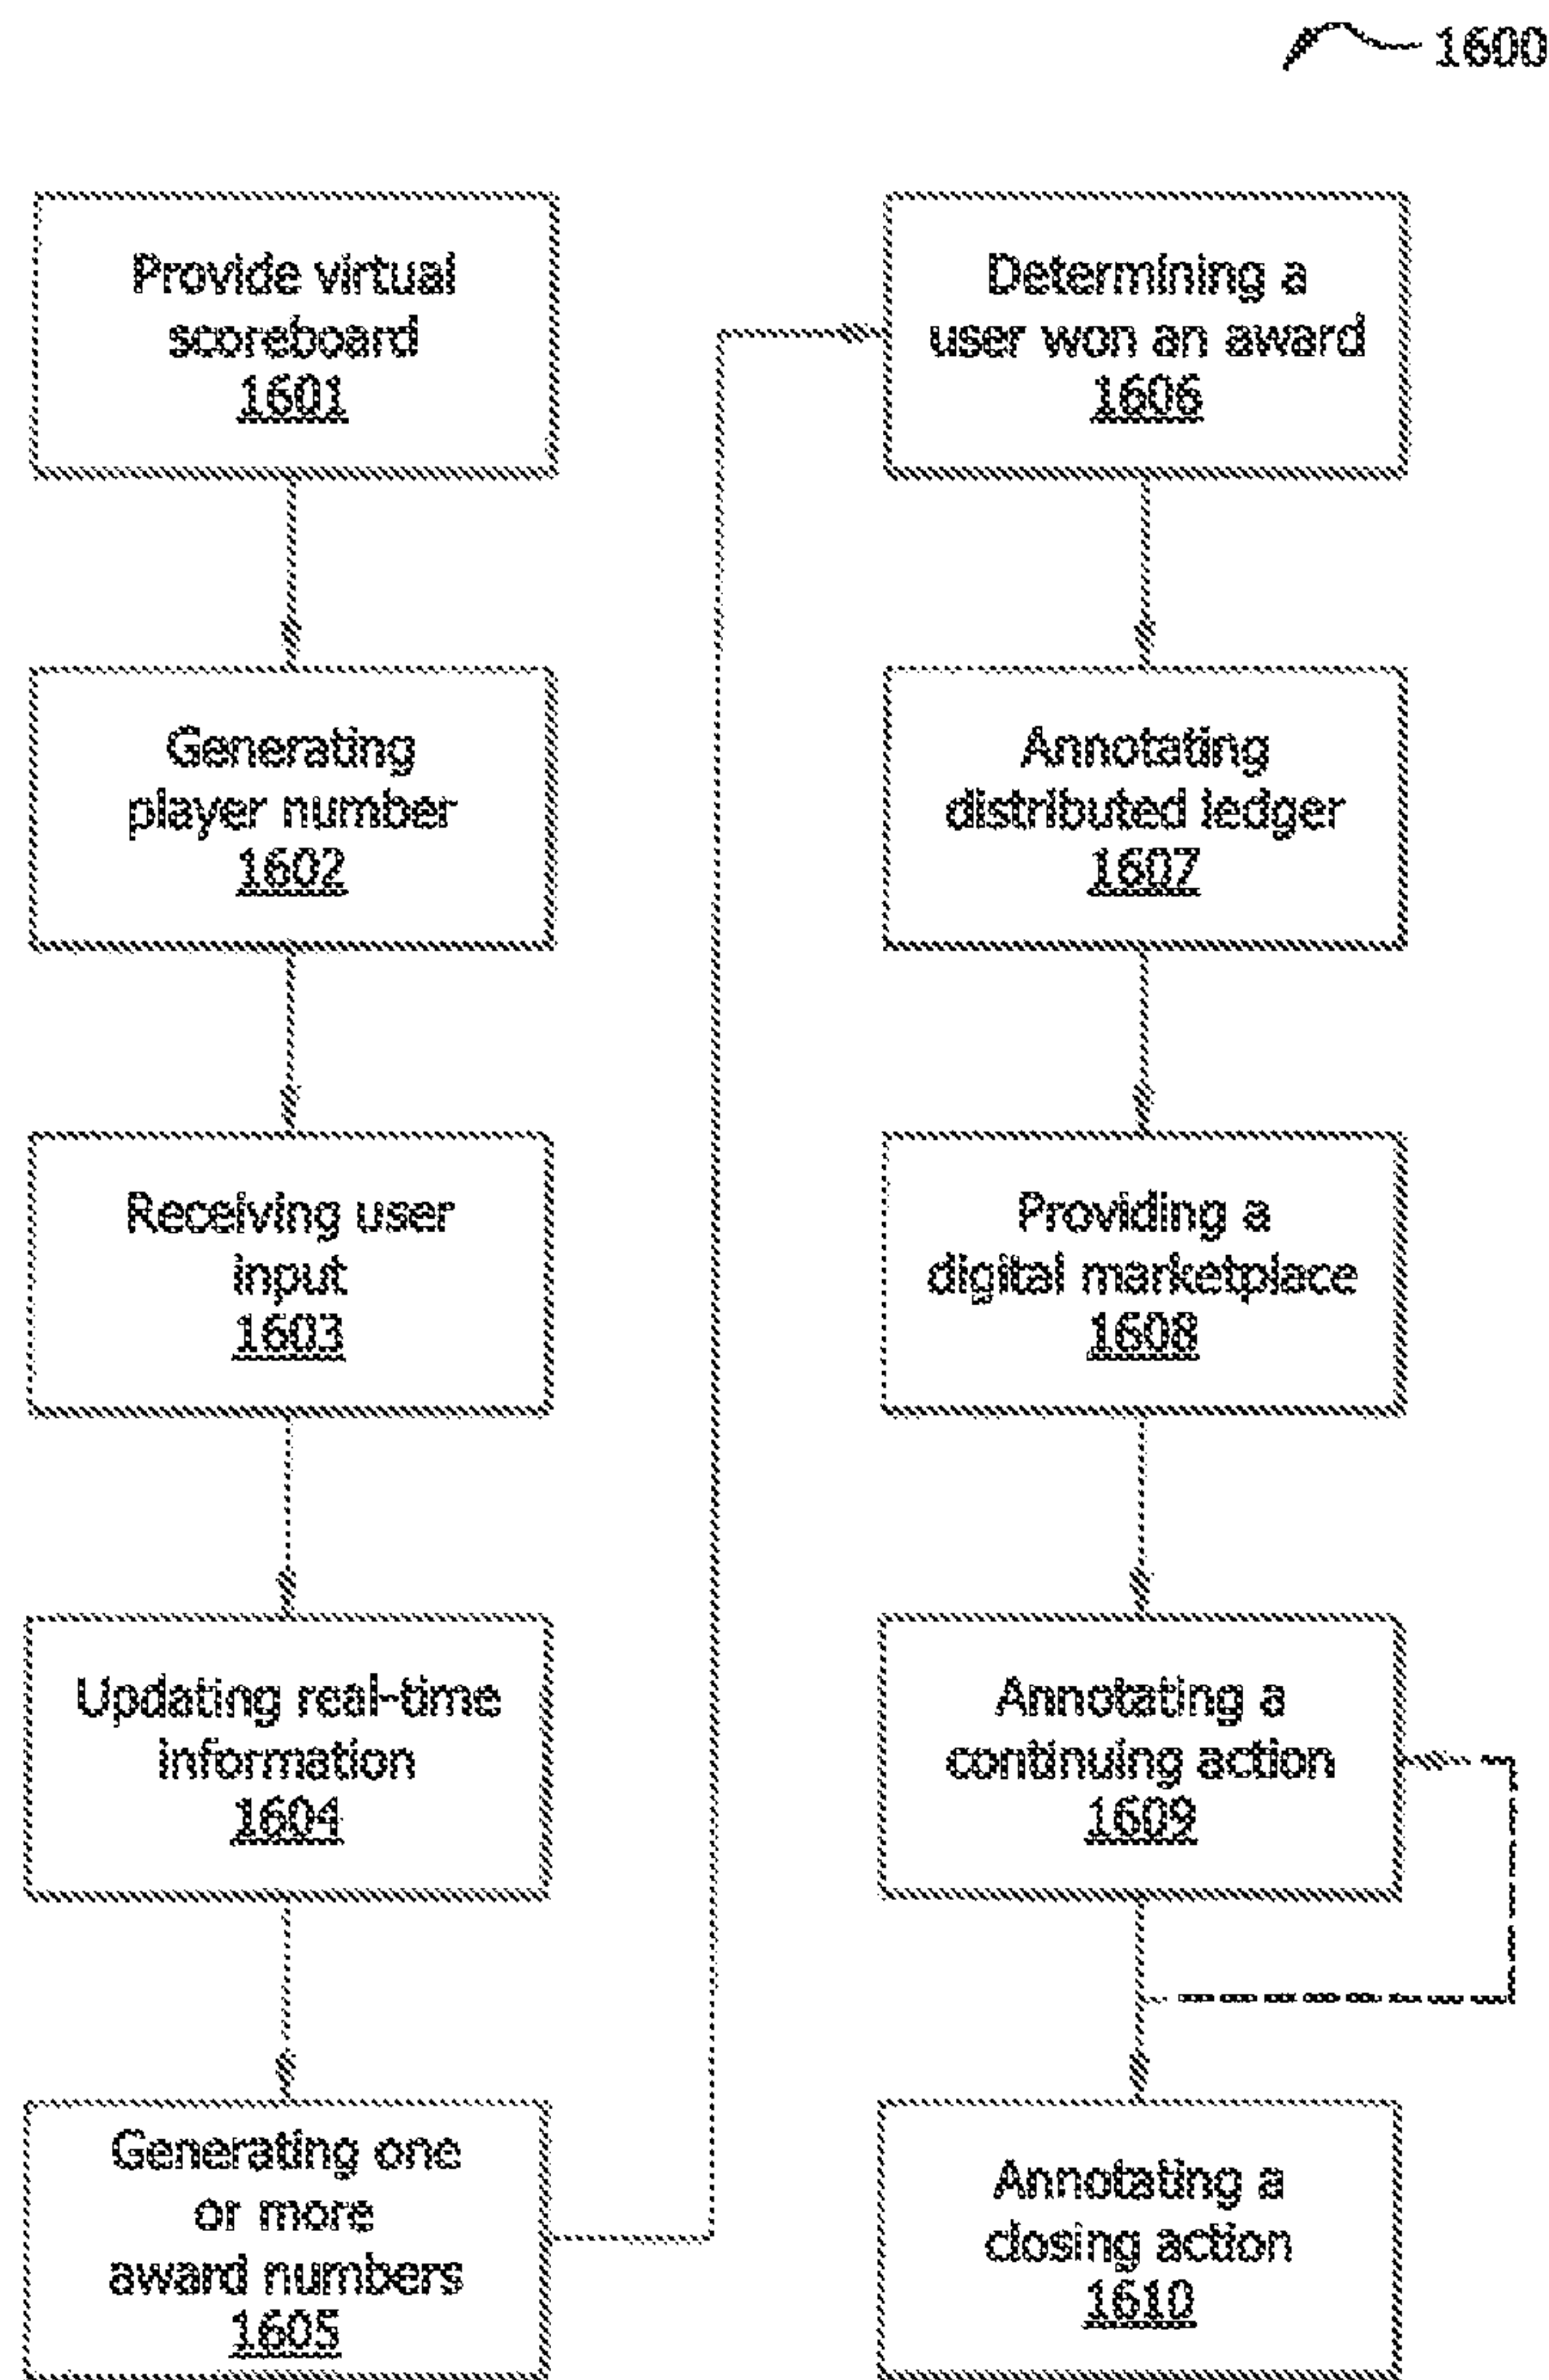 1600
Provide virtual
scoreboard
1601
Generating
player number
1602
Receiving user
input
1603
Updating real-time
information
1604
Generating one
or more
award numbers
1605
Determining a
user won an award
1606
Annotating
distributed ledger
1607
Providing a
digital marketplace
1608
Annotating a
continuing action
1609
Annotating a
closing action
1610